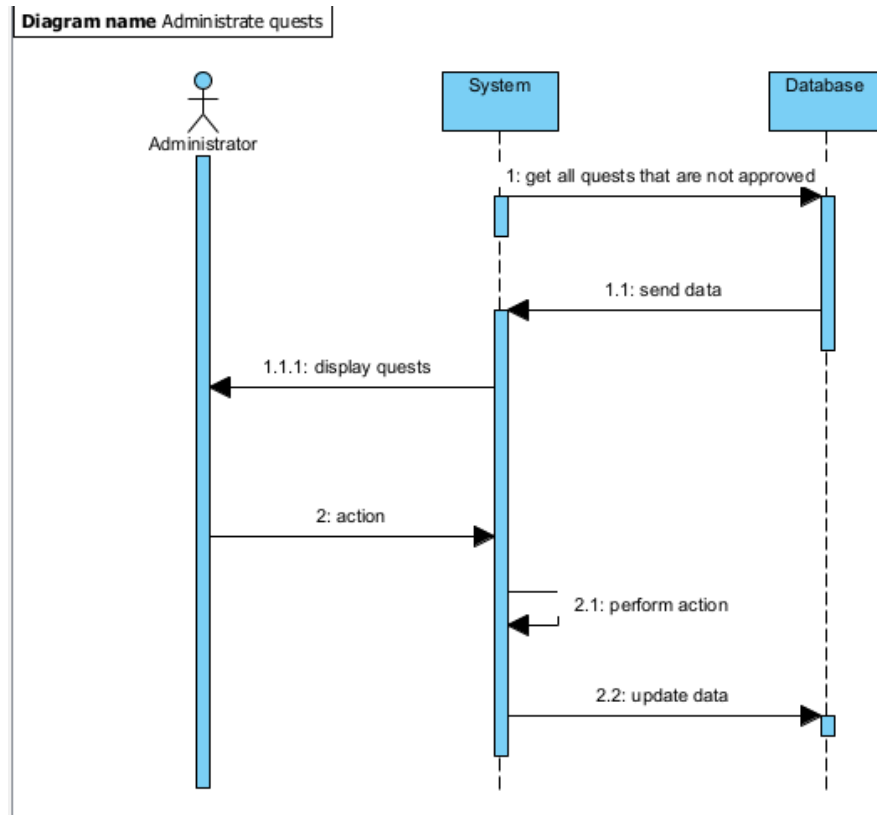 Diagram name Administrate quests
System
Database
Administrator
1: get all quests that are not approved
1.1: send data
1.1.1: display quests
2: action
2.1: perform action
2.2: update data